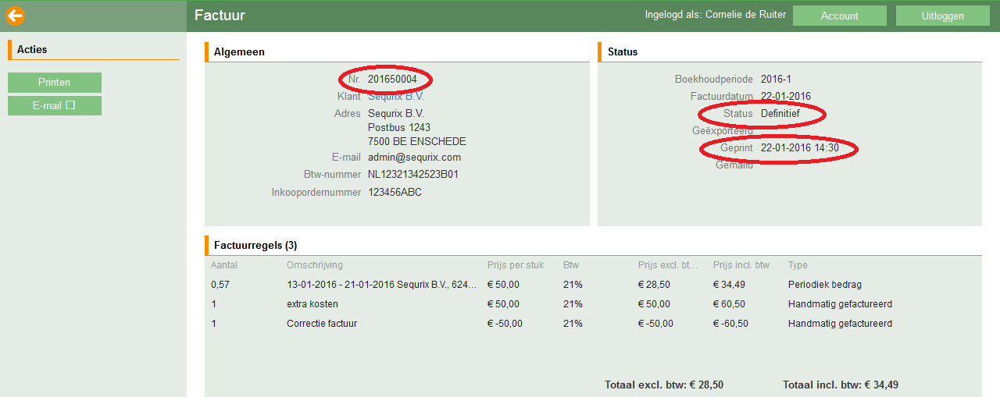 Factuur
Ingelogd als: Cornelie de Ruiter
Account
Uitloggen
Acties
Printen
E-mail ☐
Algemeen
Nr. 201650004
Klant Sequrix B.V.
Adres Sequrix B.V.
Postbus 1243
7500 BE ENSCHEDE
E-mail admin@sequrix.com
Btw-nummer NL12321342523B01
Inkoopordernummer 123456ABC
Status
Boekhoudperiode 2016-1
Factuurdatum 22-01-2016
Status Definitief
Geëxporteerd
Geprint 22-01-2016 14:30
Gemaild
Factuurregels (3)
Aantal Omschrijving Prijs per stuk Btw Prijs excl. bt... Prijs incl. btw Type
0,57 13-01-2016 - 21-01-2016 Sequrix B.V., 624... € 50,00 21% € 28,50 € 34,49 Periodiek bedrag
1 extra kosten € 50,00 21% € 50,00 € 60,50 Handmatig gefactureerd
1 Correctie factuur € -50,00 21% € -50,00 € -60,50 Handmatig gefactureerd
Totaal excl. btw: € 28,50 Totaal incl. btw: € 34,49